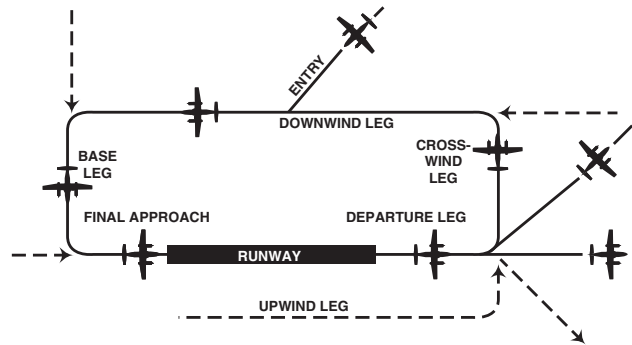 ENTRY
DOWNWIND LEG
CROSS-
WIND
LEG
BASE
LEG
FINAL APPROACH
DEPARTURE LEG
RUNWAY
UPWIND LEG